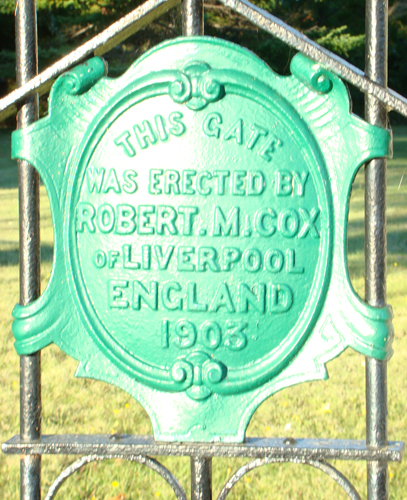 THIS GATE
WAS ERECTED BY
ROBERT. M. COX
OF LIVERPOOL
ENGLAND
1903